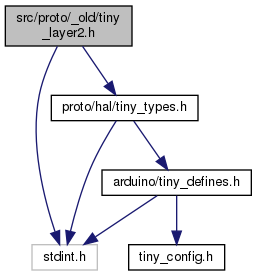 src/proto/_old/tiny
_layer2.h
proto/hal/tiny_types.h
arduino/tiny_defines.h
stdint.h
tiny_config.h